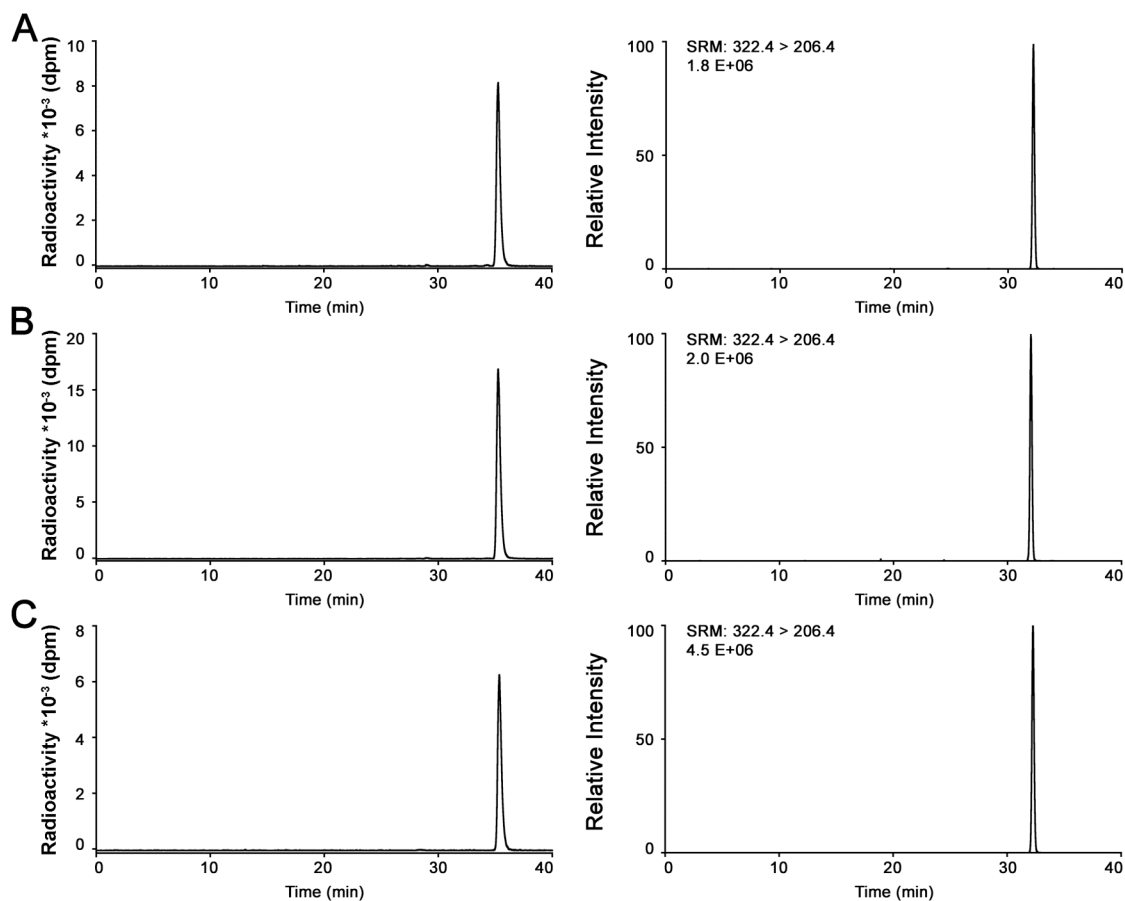 A
Radioactivity *10⁻³ (dpm)
10
8
6
4
2
0
0 10 20 30 40
Time (min)
Relative Intensity
SRM: 322.4 > 206.4
1.8 E+06
100
50
0
0 10 20 30 40
Time (min)
B
Radioactivity *10⁻³ (dpm)
20
15
10
5
0
0 10 20 30 40
Time (min)
Relative Intensity
SRM: 322.4 > 206.4
2.0 E+06
100
50
0
0 10 20 30 40
Time (min)
C
Radioactivity *10⁻³ (dpm)
8
6
4
2
0
0 10 20 30 40
Time (min)
Relative Intensity
SRM: 322.4 > 206.4
4.5 E+06
100
50
0
0 10 20 30 40
Time (min)